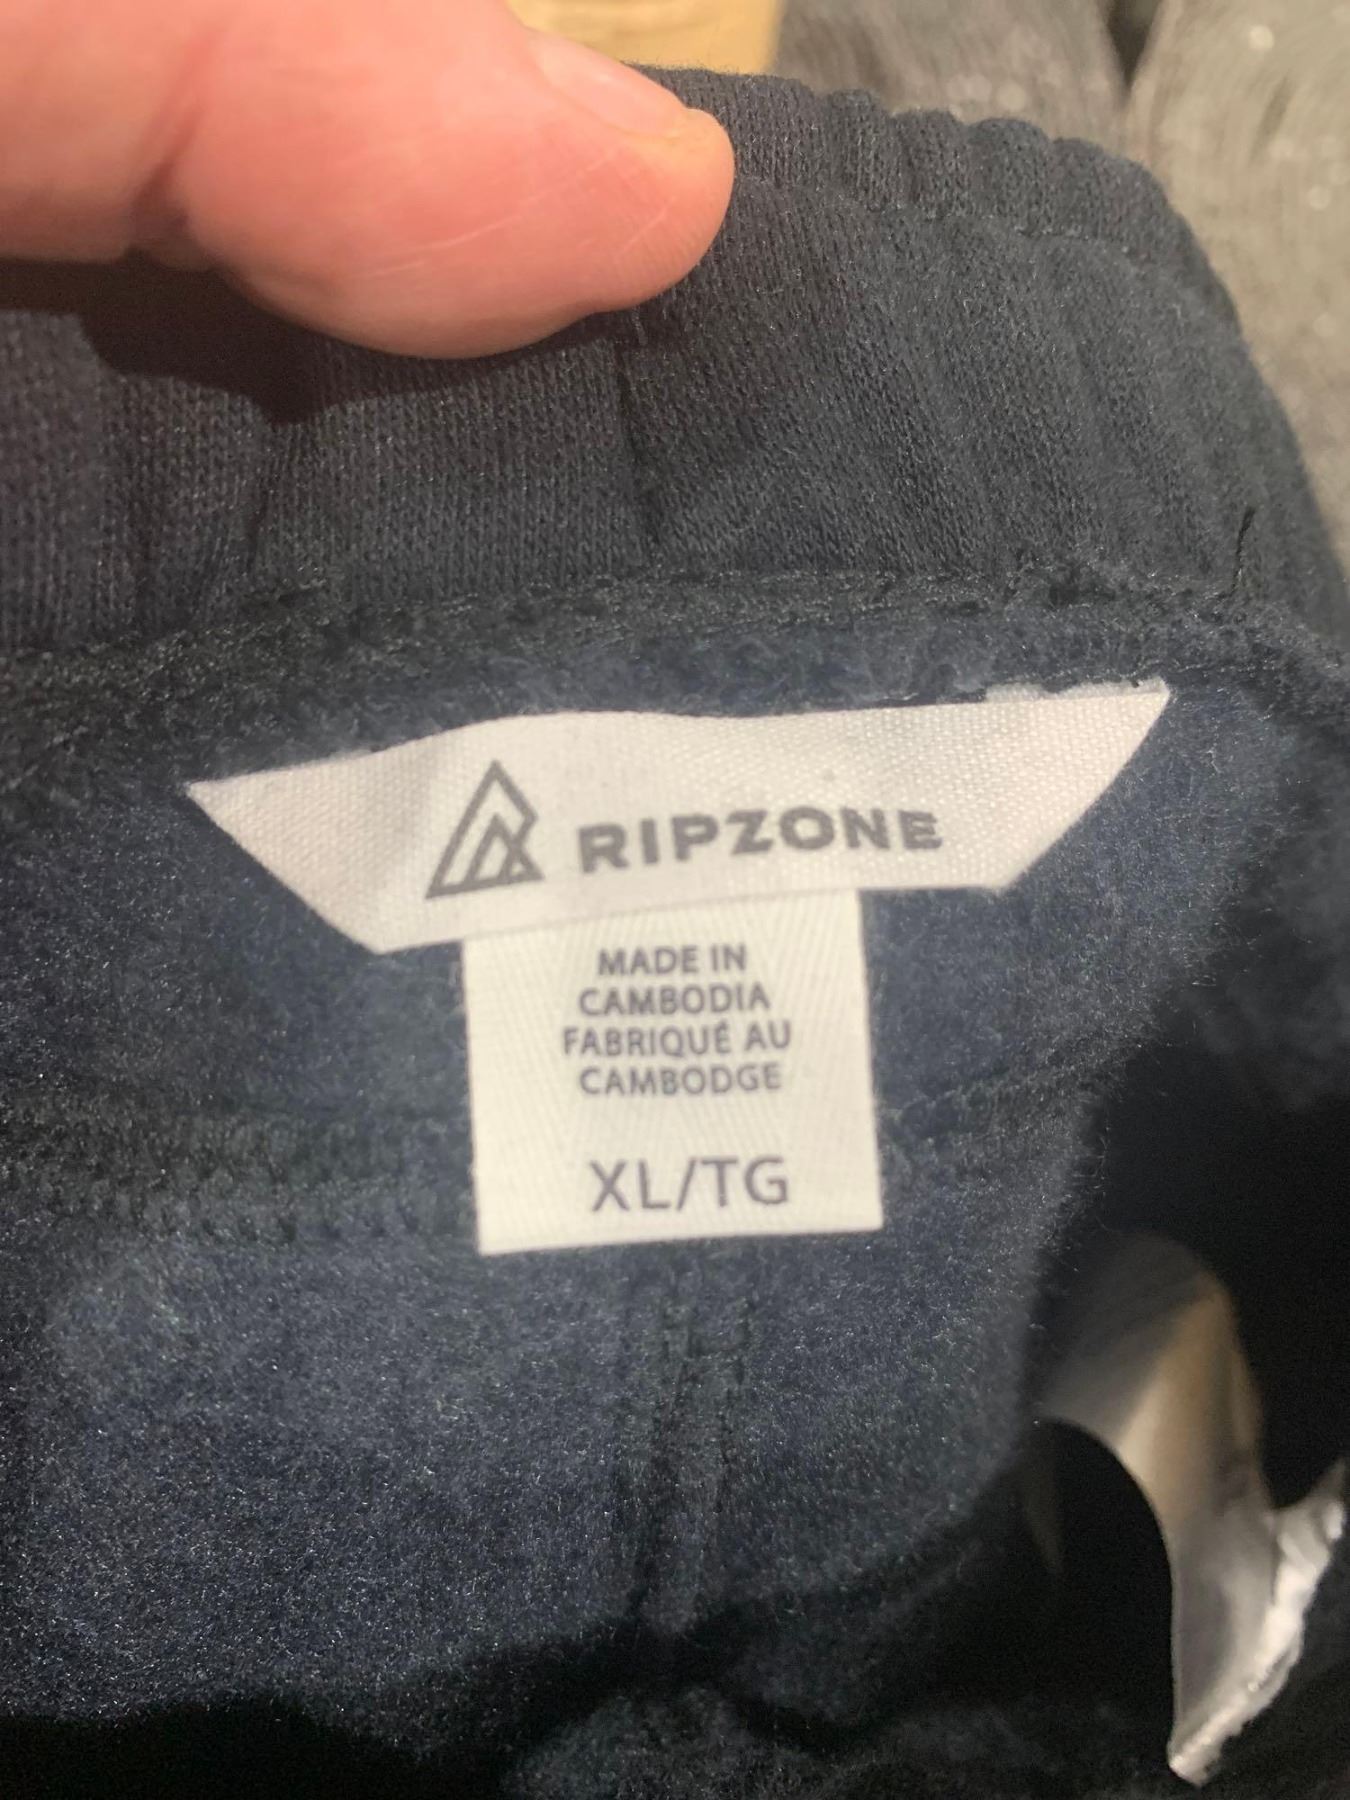 RIPZONE
MADE IN
CAMBODIA
FABRIQUÉ AU
CAMBODGE
XL/TG